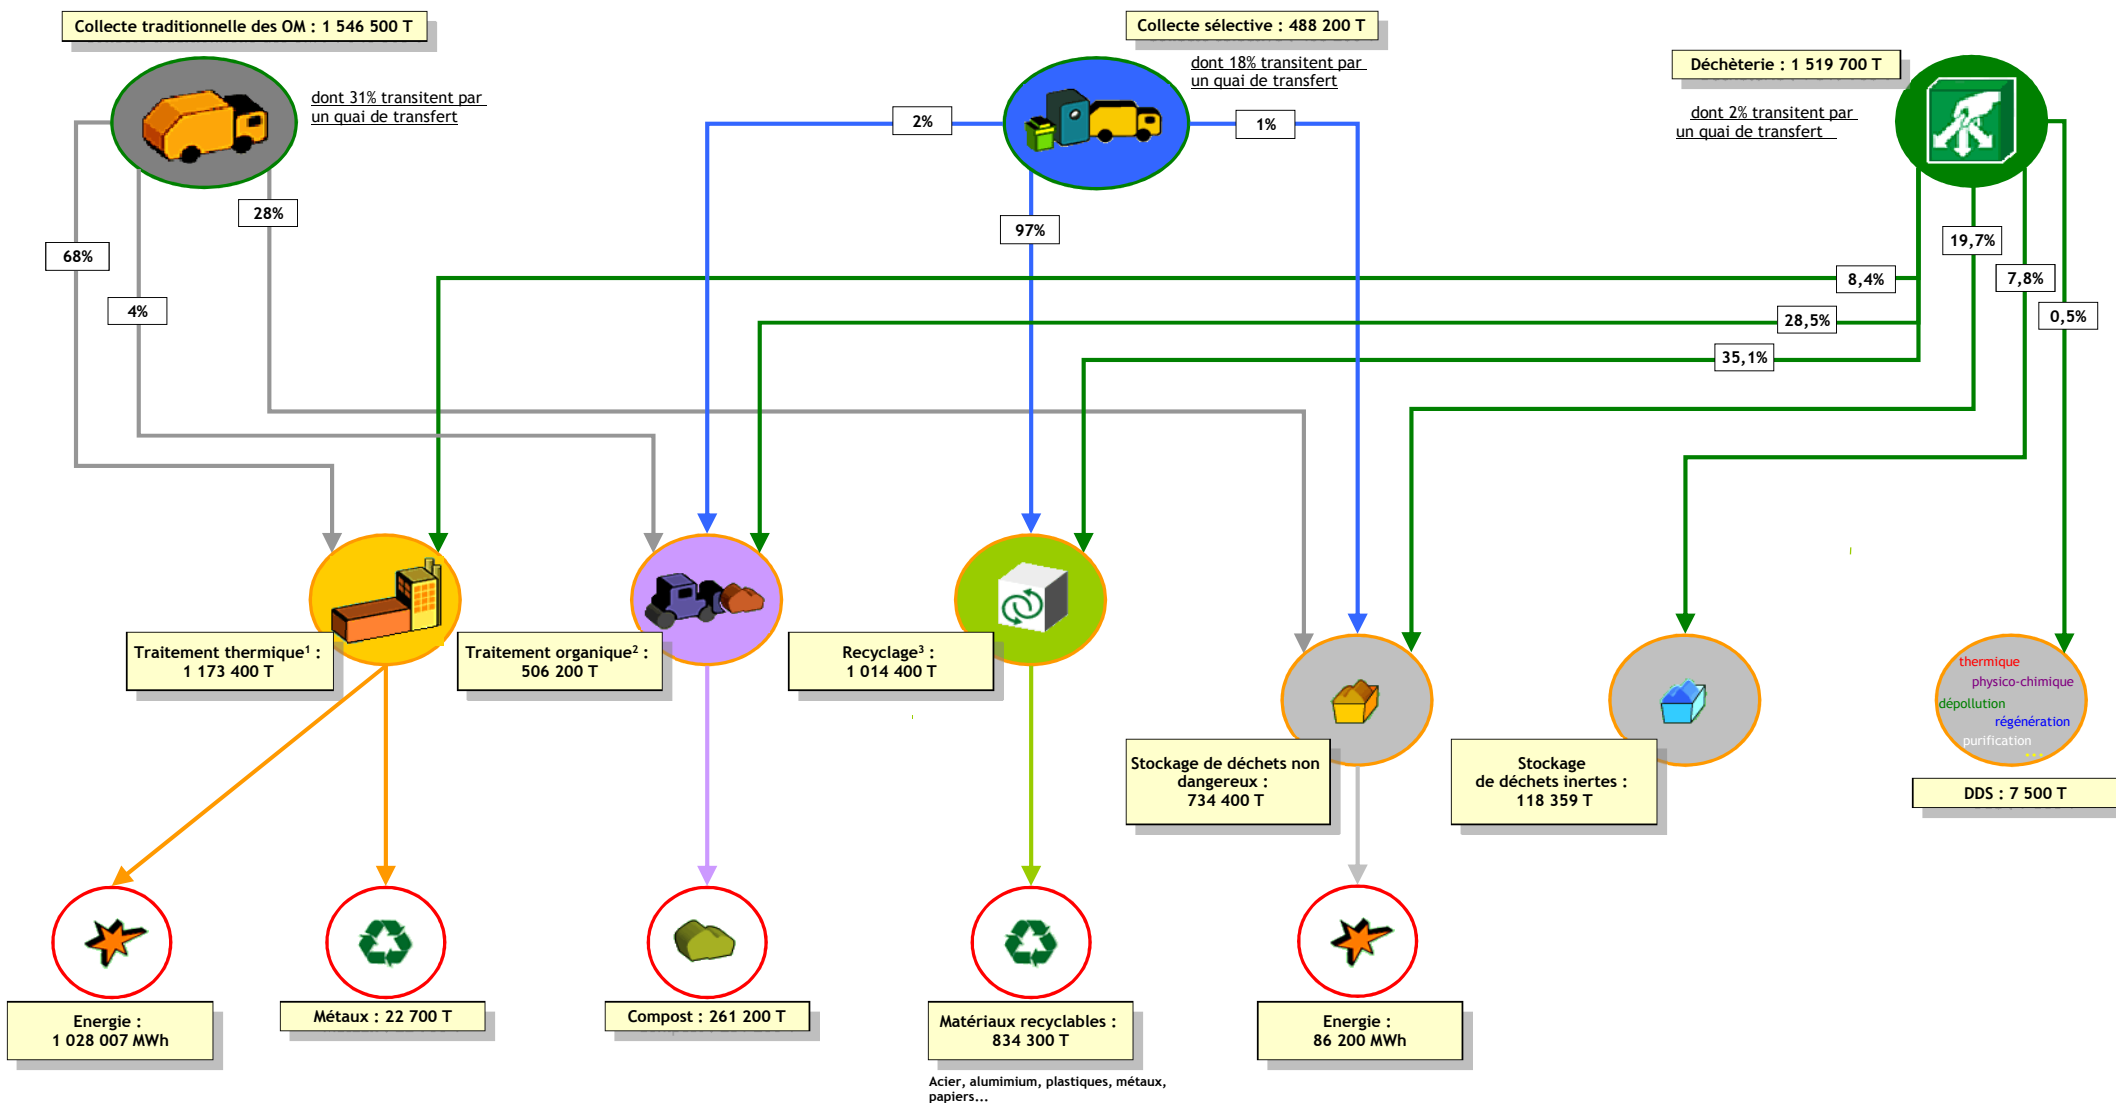 Collecte traditionnelle des OM : 1 546 500 T
Collecte sélective : 488 200 T
Déchèterie : 1 519 700 T
dont 31% transitent par
un quai de transfert
dont 18% transitent par
un quai de transfert
dont 2% transitent par
un quai de transfert
2%
1%
28%
97%
68%
19,7%
8,4%
7,8%
4%
28,5%
0,5%
35,1%
Traitement thermique¹ :
1 173 400 T
Traitement organique² :
506 200 T
Recyclage³ :
1 014 400 T
Stockage de déchets non
dangereux :
734 400 T
Stockage
de déchets inertes :
118 359 T
thermique
physico-chimique
dépollution
régénération
purification
...
DDS : 7 500 T
Energie :
1 028 007 MWh
Métaux : 22 700 T
Compost : 261 200 T
Matériaux recyclables :
834 300 T
Acier, alumimium, plastiques, métaux,
papiers...
Energie :
86 200 MWh